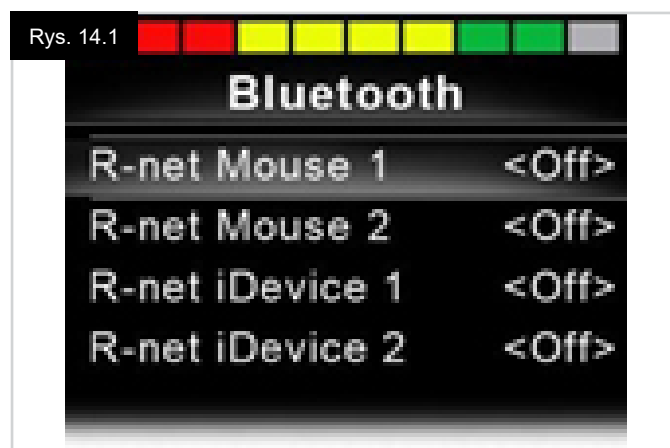 Rys. 14.1
Bluetooth
R-net Mouse 1 <Off>
R-net Mouse 2 <Off>
R-net iDevice 1 <Off>
R-net iDevice 2 <Off>